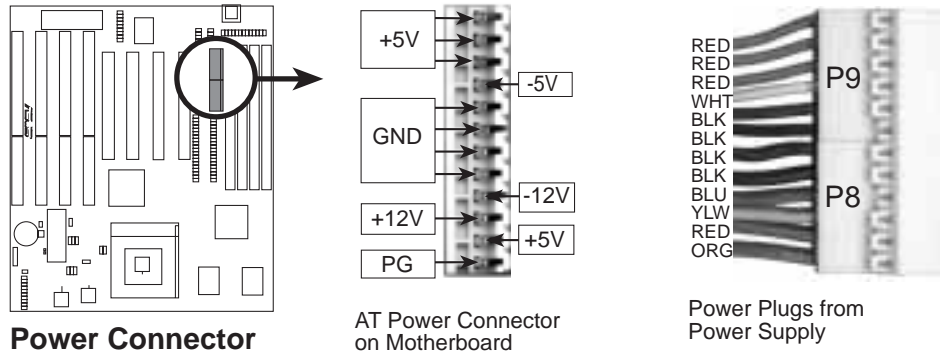 +5V
-5V
GND
-12V
+12V
+5V
PG
RED
RED
RED
WHT
BLK
BLK
BLK
BLK
BLU
YLW
RED
ORG
P9
P8
Power Connector
AT Power Connector
on Motherboard
Power Plugs from
Power Supply